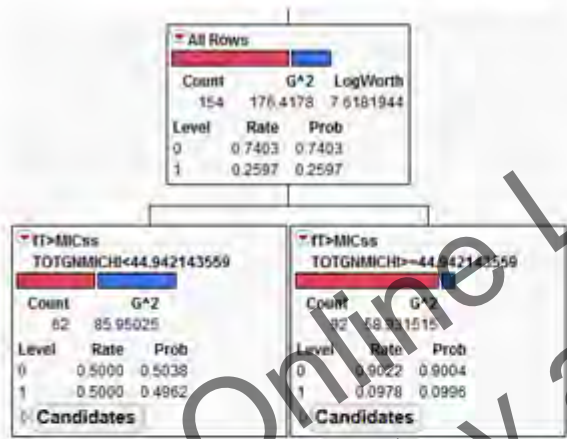 All Rows
Count G^2 LogWorth
154 176.4178 7.6181944
Level Rate Prob
0 0.7403 0.7403
1 0.2597 0.2597
fT>MICss
TOTGNMICHI<44.942143559
Count G^2
62 85.95025
Level Rate Prob
0 0.5000 0.5038
1 0.5000 0.4962
Candidates
fT>MICss
TOTGNMICHI>=44.942143559
Count G^2
92 58.931515
Level Rate Prob
0 0.9022 0.9004
1 0.0978 0.0996
Candidates
Online